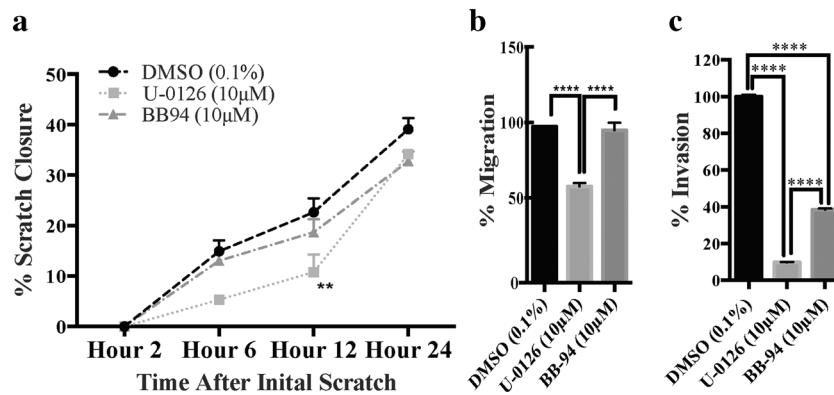 a
% Scratch Closure
50
40
30
20
10
0
DMSO (0.1%)
U-0126 (10µM)
BB94 (10µM)
**
Hour 2 Hour 6 Hour 12 Hour 24
Time After Inital Scratch
b
% Migration
150
100
50
0
**** ****
DMSO (0.1%)
U-0126 (10µM)
BB-94 (10µM)
c
% Invasion
120
100
80
60
40
20
0
****
****
****
DMSO (0.1%)
U-0126 (10µM)
BB-94 (10µM)